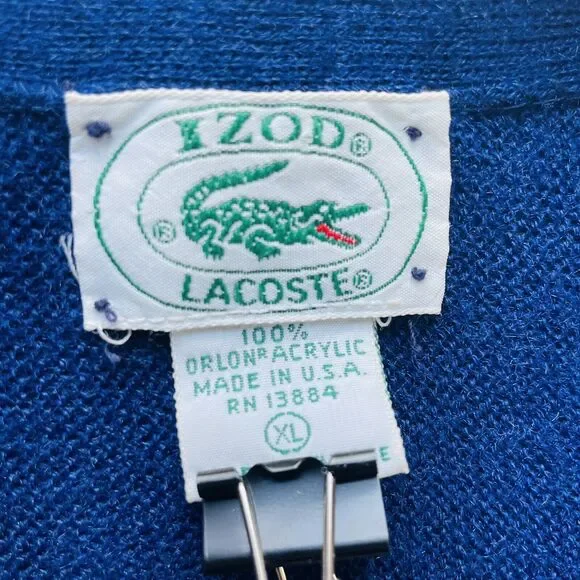 IZOD®
®
LACOSTE®
100%
ORLON® ACRYLIC
MADE IN U.S.A.
RN 13884
XL